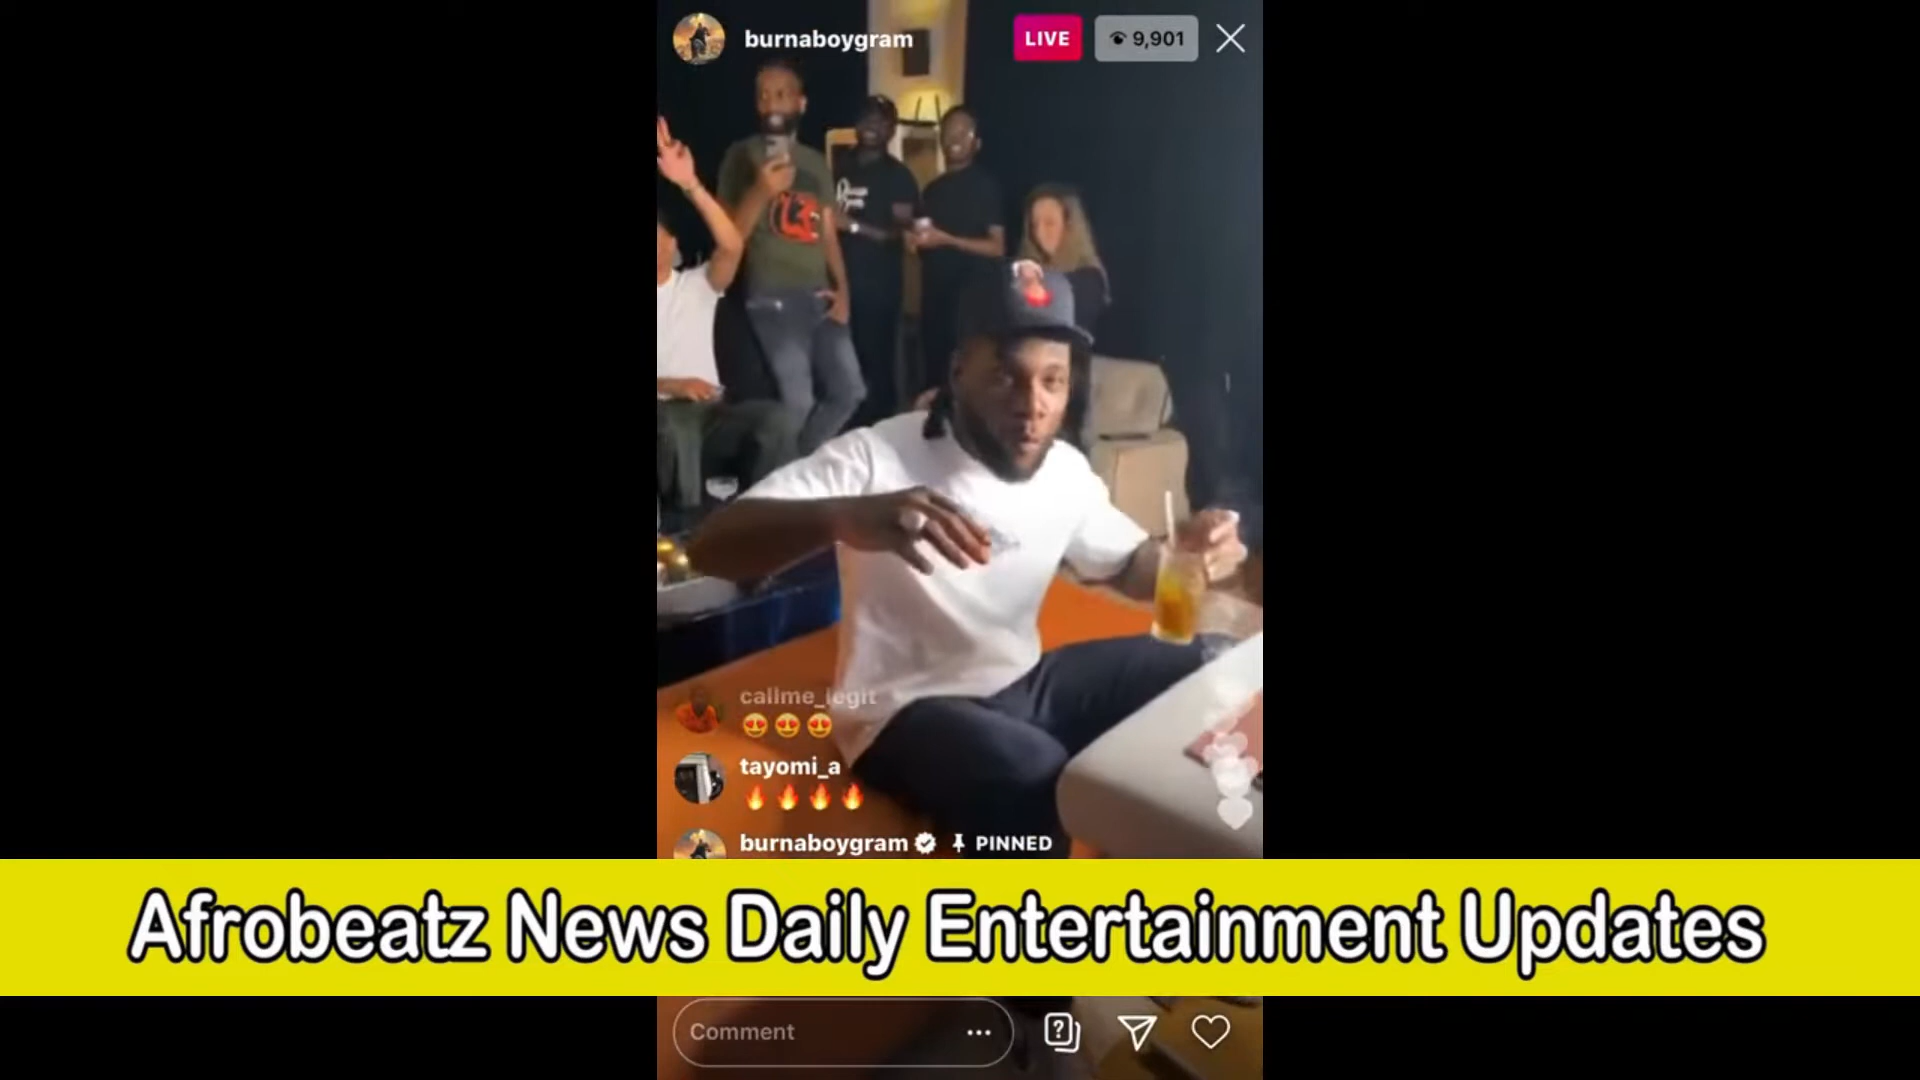 burnaboygram
LIVE
9,901
callme_legit
😍😍😍
tayomi_a
🔥🔥🔥🔥
burnaboygram PINNED
Afrobeatz News Daily Entertainment Updates
Comment